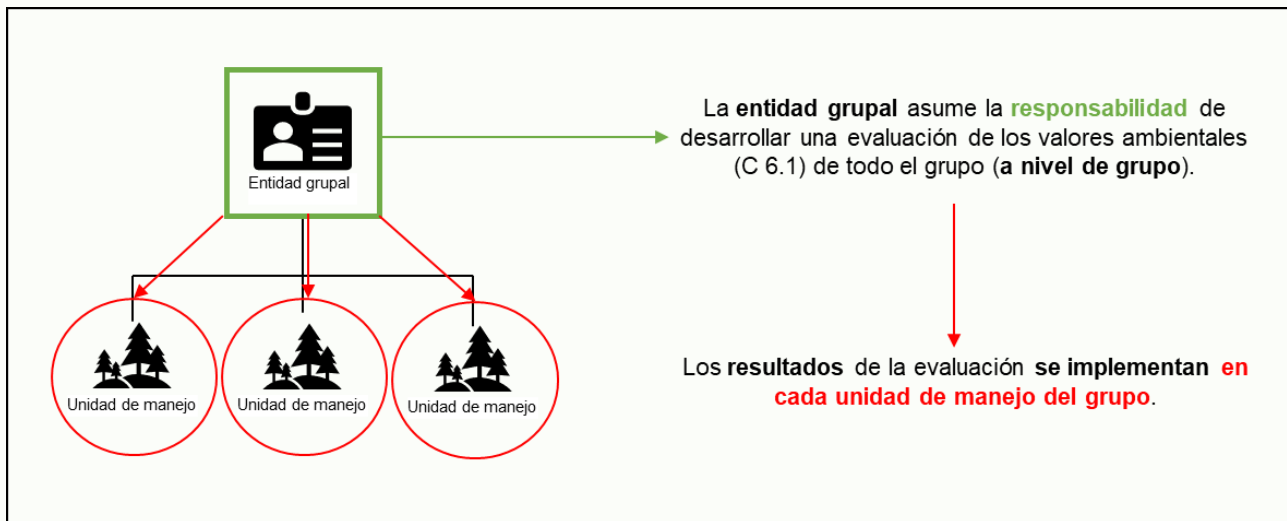 Entidad grupal
Unidad de manejo
Unidad de manejo
Unidad de manejo
La entidad grupal asume la responsabilidad de
desarrollar una evaluación de los valores ambientales
(C 6.1) de todo el grupo (a nivel de grupo).
Los resultados de la evaluación se implementan en
cada unidad de manejo del grupo.